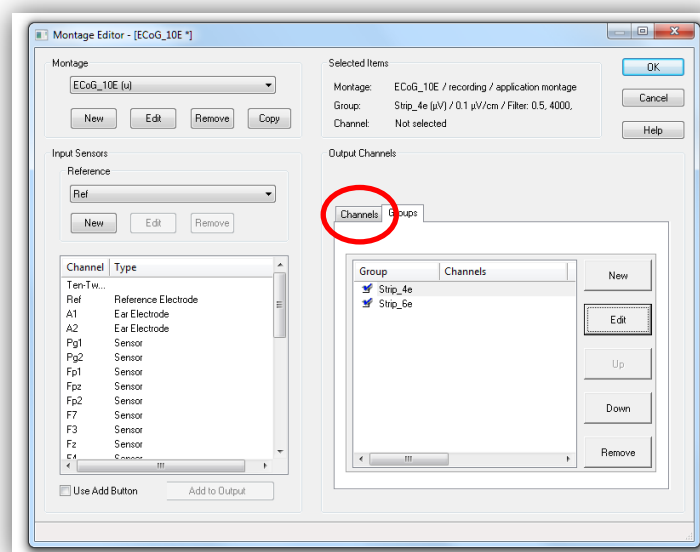 Montage Editor - [ECoG_10E *]
Montage
ECoG_10E (u)
New Edit Remove Copy
Selected Items
Montage: ECoG_10E / recording / application montage
Group: Strip_4e (µV) / 0.1 µV/cm / Filter: 0.5, 4000,
Channel: Not selected
OK
Cancel
Help
Input Sensors
Reference
Ref
New Edit Remove
Channel Type
Ten-Tw...
Ref Reference Electrode
A1 Ear Electrode
A2 Ear Electrode
Pg1 Sensor
Pg2 Sensor
Fp1 Sensor
Fpz Sensor
Fp2 Sensor
F7 Sensor
F3 Sensor
Fz Sensor
F4 Sensor
Use Add Button Add to Output
Output Channels
Channels Groups
Group Channels
Strip_4e
Strip_6e
New
Edit
Up
Down
Remove